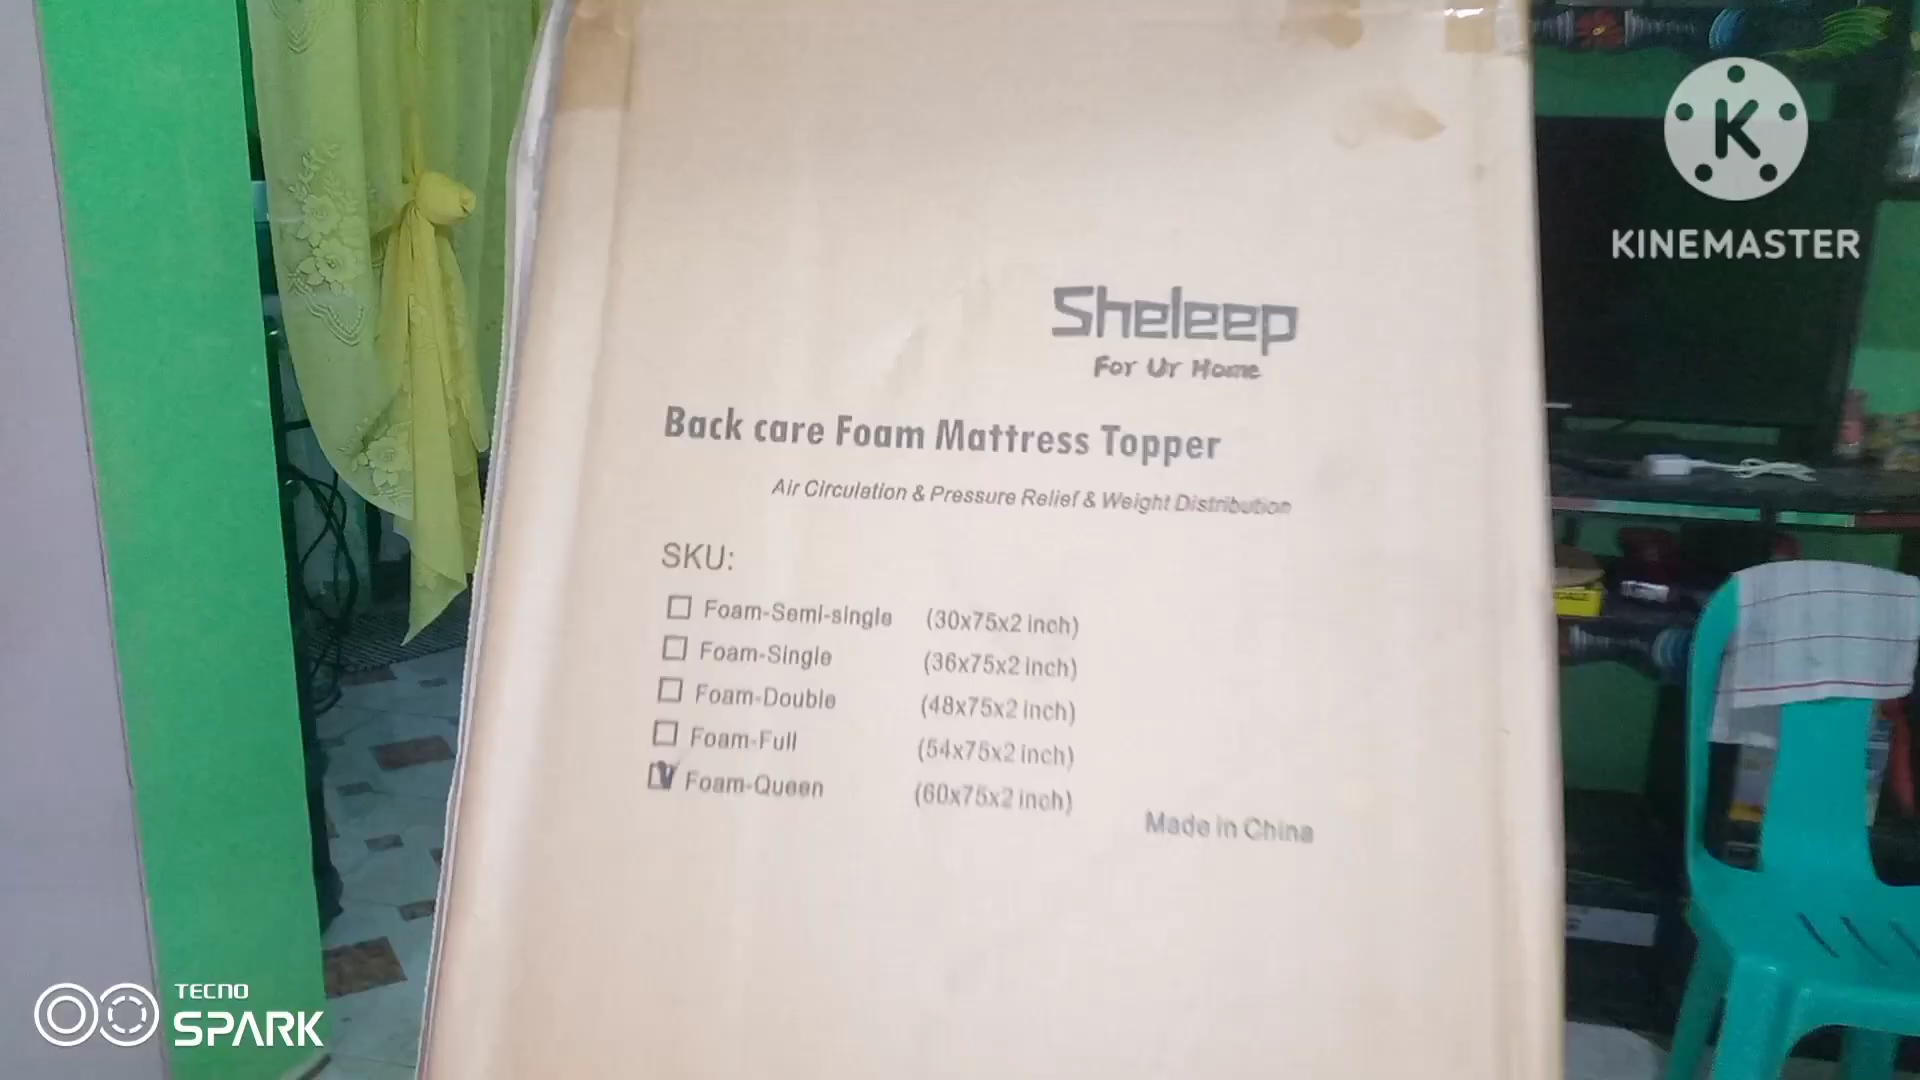 K
KINEMASTER
Sheleep
For Ur Home
Back care Foam Mattress Topper
Air Circulation & Pressure Relief & Weight Distribution
SKU:
Foam-Semi-single (30x75x2 inch)
Foam-Single (36x75x2 inch)
Foam-Double (48x75x2 inch)
Foam-Full (54x75x2 inch)
Foam-Queen (60x75x2 inch)
Made in China
TECNO
SPARK